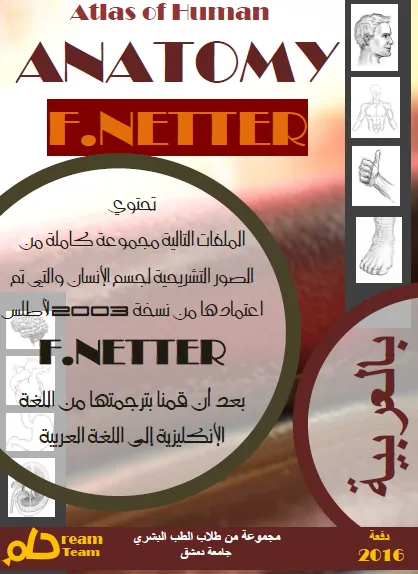 Atlas of Human
ANATOMY
F.NETTER
تحتوي
الملفات التالية مجموعة كاملة من
الصور التشريحية لجسم الإنسان والتي تم
اعتمادها من نسخة 2003 لأطلس
F.NETTER
بعد أن قمنا بترجمتها من اللغة
الأنكليزية إلى اللغة العربية
بالعربية
حلم
Dream
Team
مجموعة من طلاب الطب البشري
جامعة دمشق
دفعة
2016